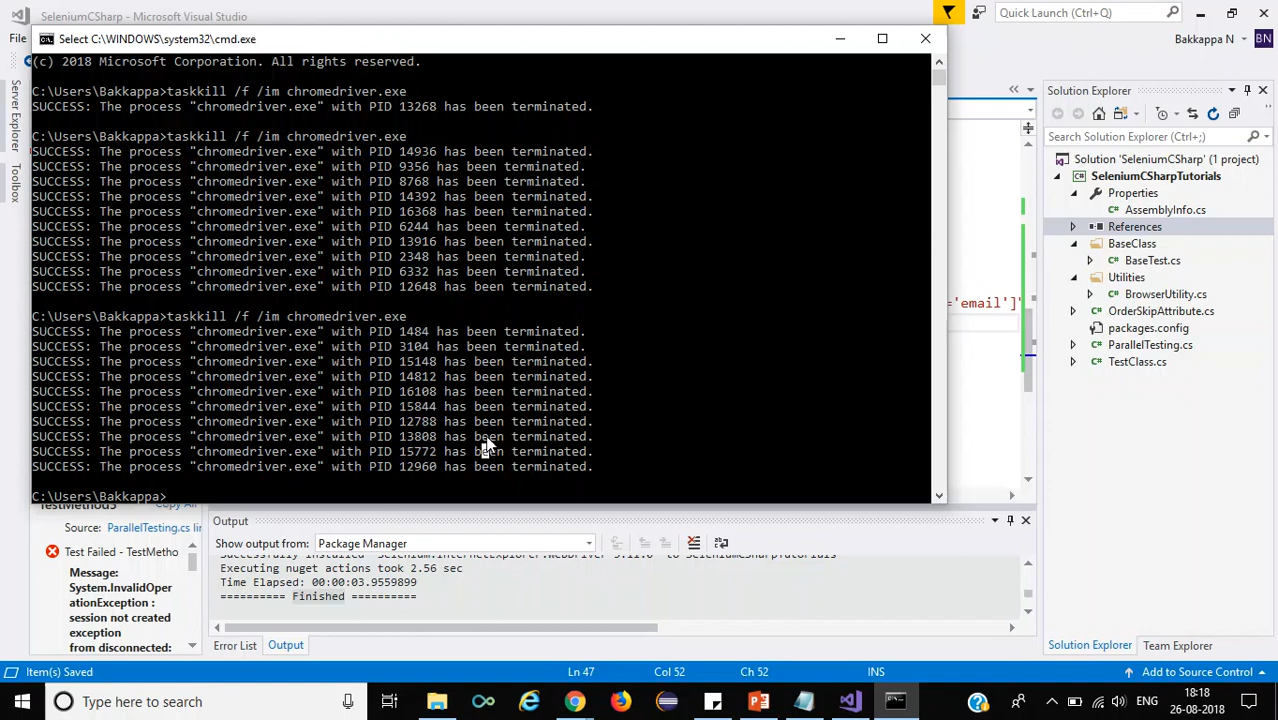 SeleniumCSharp - Microsoft Visual Studio
Quick Launch (Ctrl+Q)
File
Bakkappa N
BN
Select C:\WINDOWS\system32\cmd.exe
(c) 2018 Microsoft Corporation. All rights reserved.
C:\Users\Bakkappa>taskkill /f /im chromedriver.exe
SUCCESS: The process "chromedriver.exe" with PID 13268 has been terminated.
C:\Users\Bakkappa>taskkill /f /im chromedriver.exe
SUCCESS: The process "chromedriver.exe" with PID 14936 has been terminated.
SUCCESS: The process "chromedriver.exe" with PID 9356 has been terminated.
SUCCESS: The process "chromedriver.exe" with PID 8768 has been terminated.
SUCCESS: The process "chromedriver.exe" with PID 14392 has been terminated.
SUCCESS: The process "chromedriver.exe" with PID 16368 has been terminated.
SUCCESS: The process "chromedriver.exe" with PID 6244 has been terminated.
SUCCESS: The process "chromedriver.exe" with PID 13916 has been terminated.
SUCCESS: The process "chromedriver.exe" with PID 2348 has been terminated.
SUCCESS: The process "chromedriver.exe" with PID 6332 has been terminated.
SUCCESS: The process "chromedriver.exe" with PID 12648 has been terminated.
C:\Users\Bakkappa>taskkill /f /im chromedriver.exe
SUCCESS: The process "chromedriver.exe" with PID 1484 has been terminated.
SUCCESS: The process "chromedriver.exe" with PID 3104 has been terminated.
SUCCESS: The process "chromedriver.exe" with PID 15148 has been terminated.
SUCCESS: The process "chromedriver.exe" with PID 14812 has been terminated.
SUCCESS: The process "chromedriver.exe" with PID 16108 has been terminated.
SUCCESS: The process "chromedriver.exe" with PID 15844 has been terminated.
SUCCESS: The process "chromedriver.exe" with PID 12788 has been terminated.
SUCCESS: The process "chromedriver.exe" with PID 13808 has been terminated.
SUCCESS: The process "chromedriver.exe" with PID 15772 has been terminated.
SUCCESS: The process "chromedriver.exe" with PID 12960 has been terminated.
C:\Users\Bakkappa>
Server Explorer
Toolbox
='email']"
Solution Explorer
Search Solution Explorer (Ctrl+;)
Solution 'SeleniumCSharp' (1 project)
SeleniumCSharpTutorials
Properties
AssemblyInfo.cs
References
BaseClass
BaseTest.cs
Utilities
BrowserUtility.cs
OrderSkipAttribute.cs
packages.config
ParallelTesting.cs
TestClass.cs
TestMethod5
Copy All
Source: ParallelTesting.cs lin
Test Failed - TestMetho
Message:
System.InvalidOper
ationException :
session not created
exception
from disconnected:
Output
Show output from: Package Manager
Successfully installed 'Selenium.InternetExplorer.WebDriver 3.11.0' to SeleniumCSharpTutorials
Executing nuget actions took 2.56 sec
Time Elapsed: 00:00:03.9559899
========== Finished ==========
Error List
Output
Solution Explorer
Team Explorer
Item(s) Saved
Ln 47
Col 52
Ch 52
INS
Add to Source Control
Type here to search
ENG
18:18
26-08-2018